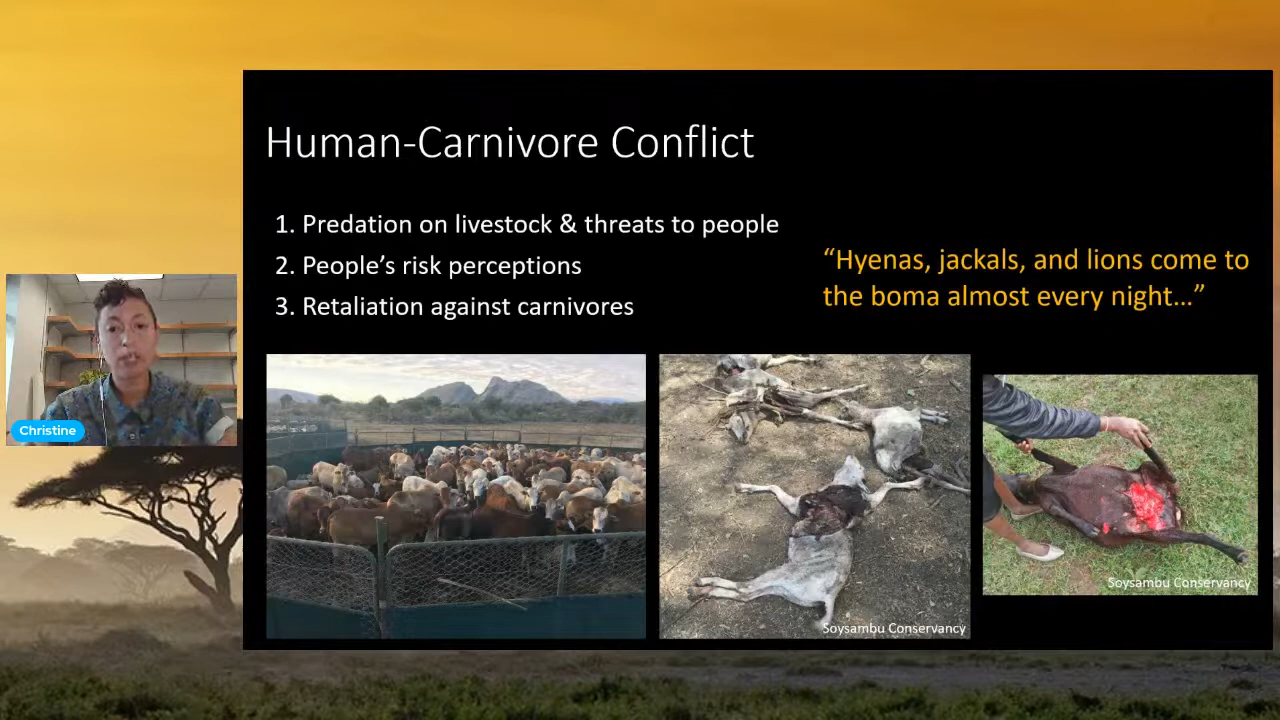 Human-Carnivore Conflict
1. Predation on livestock & threats to people
2. People’s risk perceptions
3. Retaliation against carnivores
“Hyenas, jackals, and lions come to
the boma almost every night…”
Christine
Soysambu Conservancy
Soysambu Conservancy